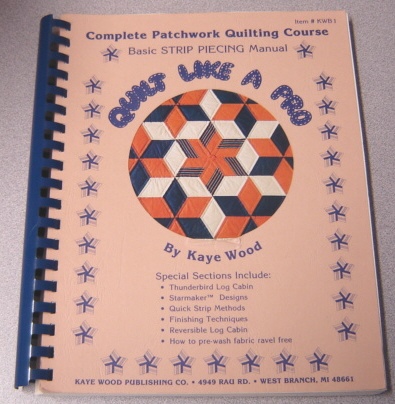 Item # KWB1
Complete Patchwork Quilting Course
Basic STRIP PIECING Manual
QUILT LIKE A PRO
By Kaye Wood
Special Sections Include:
• Thunderbird Log Cabin
• Starmaker™ Designs
• Quick Strip Methods
• Finishing Techniques
• Reversible Log Cabin
• How to pre-wash fabric ravel free
KAYE WOOD PUBLISHING CO. • 4949 RAU RD. • WEST BRANCH, MI 48661